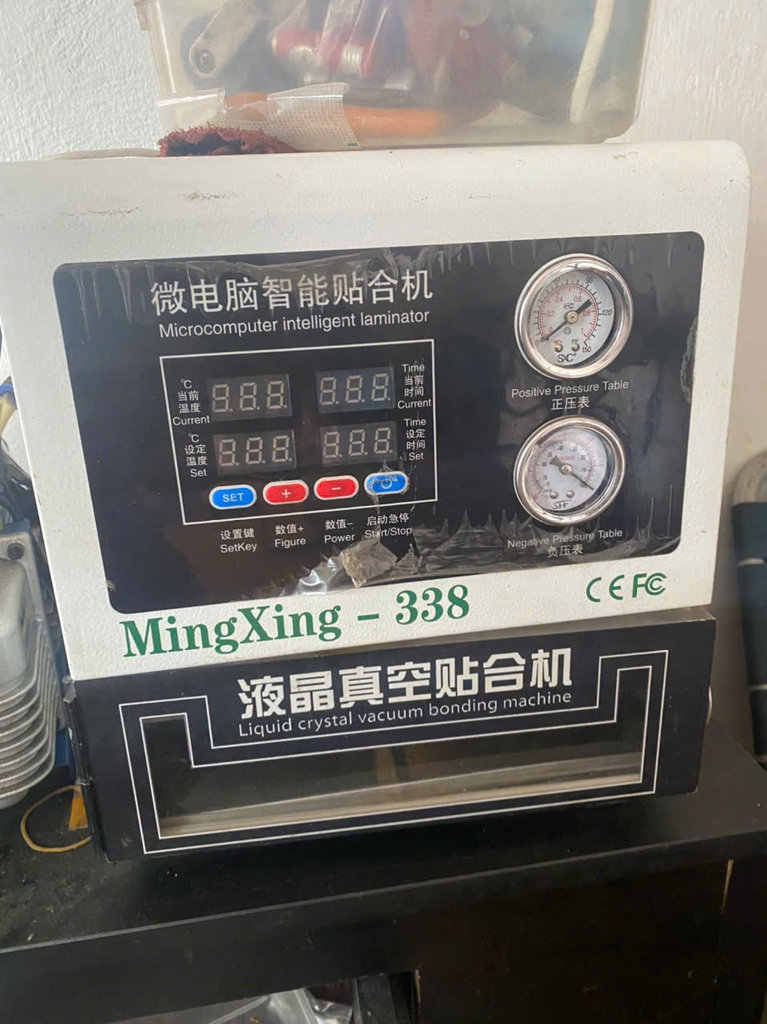 微电脑智能贴合机
Microcomputer intelligent laminator
℃
当前
温度
Current
Time
当前
时间
Current
℃
设定
温度
Set
Time
设定
时间
Set
SET
+
−
设置键
SetKey
数值+
Figure
数值−
Power
启动急停
Start/Stop
Positive Pressure Table
正压表
Negative Pressure Table
负压表
MingXing - 338
CE FC
液晶真空贴合机
Liquid crystal vacuum bonding machine